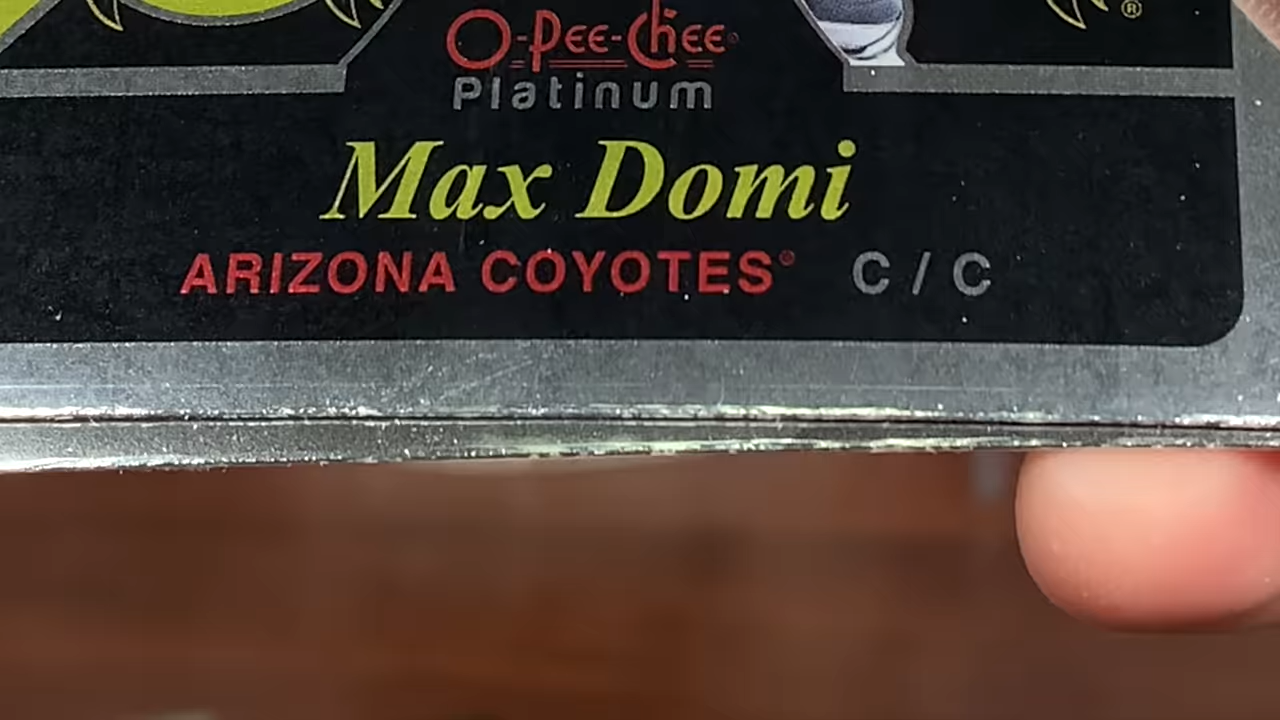 ®
O-Pee-Chee
Platinum
Max Domi
ARIZONA COYOTES® C / C